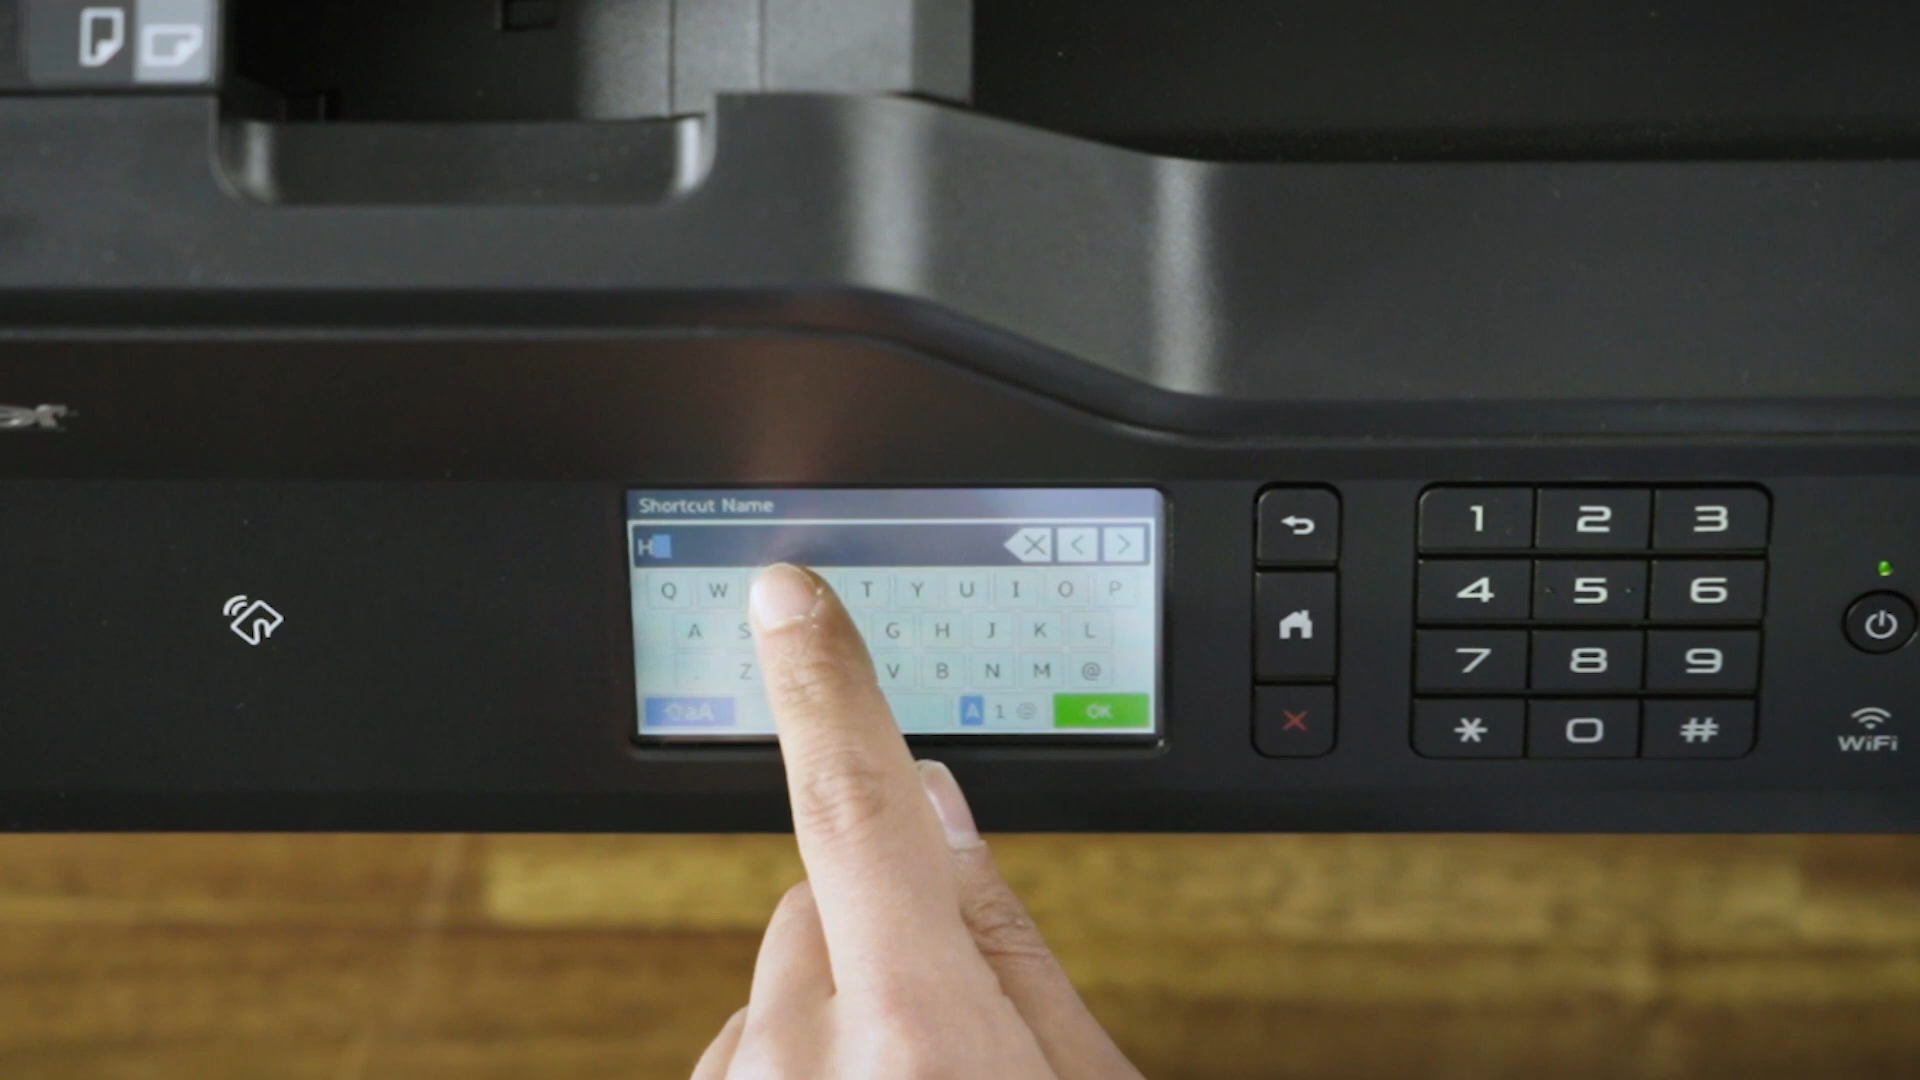 Shortcut Name
H
Q W T Y U I O P
A S G H J K L
Z V B N M @
aA A 1 @ OK
1 2 3
4 5 6
7 8 9
* 0 #
WiFi